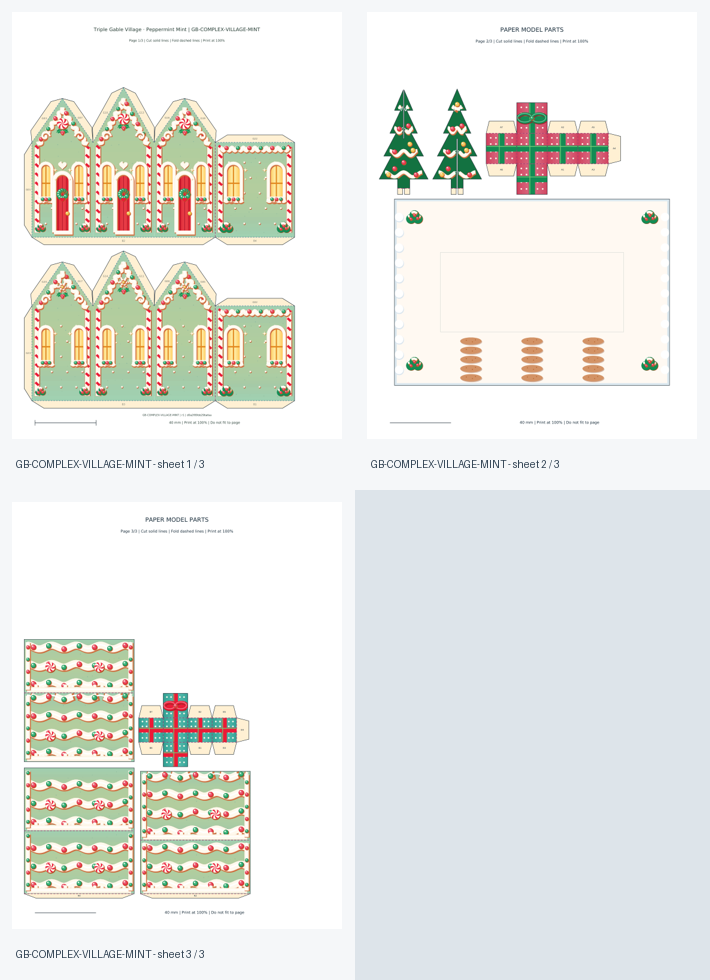 Triple Gable Village · Peppermint Mint | GB-COMPLEX-VILLAGE-MINT
Page 1/3 | Cut solid lines | Fold dashed lines | Print at 100%
40 mm | Print at 100% | Do not fit to page
GB-COMPLEX-VILLAGE-MINT - sheet 1 / 3
PAPER MODEL PARTS
Page 2/3 | Cut solid lines | Fold dashed lines | Print at 100%
40 mm | Print at 100% | Do not fit to page
GB-COMPLEX-VILLAGE-MINT - sheet 2 / 3
PAPER MODEL PARTS
Page 3/3 | Cut solid lines | Fold dashed lines | Print at 100%
40 mm | Print at 100% | Do not fit to page
GB-COMPLEX-VILLAGE-MINT - sheet 3 / 3